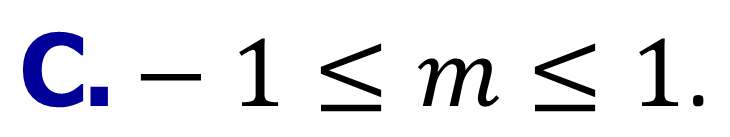 C. − 1 ≤ m ≤ 1.